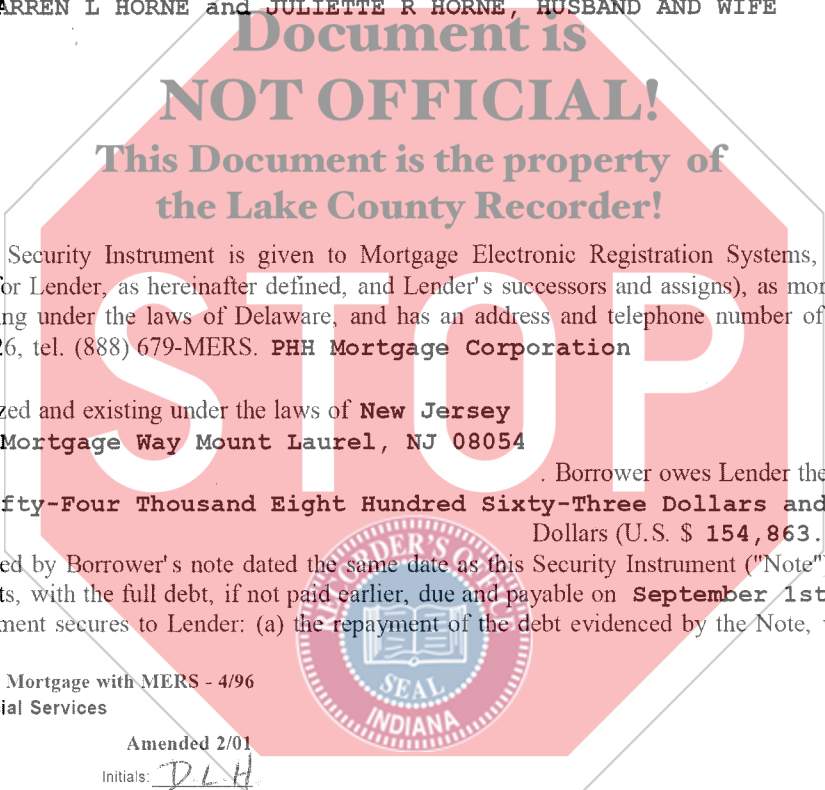 ARREN L HORNE and JULIETTE R HORNE, HUSBAND AND WIFE
Document is
NOT OFFICIAL!
This Document is the property of
the Lake County Recorder!
Security Instrument is given to Mortgage Electronic Registration Systems,
or Lender, as hereinafter defined, and Lender's successors and assigns), as mor
ng under the laws of Delaware, and has an address and telephone number of
26, tel. (888) 679-MERS. PHH Mortgage Corporation
STOP
zed and existing under the laws of New Jersey
Mortgage Way Mount Laurel, NJ 08054
. Borrower owes Lender the
fty-Four Thousand Eight Hundred Sixty-Three Dollars and
Dollars (U.S. $ 154,863.
ed by Borrower's note dated the same date as this Security Instrument ("Note")
ts, with the full debt, if not paid earlier, due and payable on September 1st
ment secures to Lender: (a) the repayment of the debt evidenced by the Note,
RECORDER'S OFFICE
SEAL
INDIANA
Mortgage with MERS - 4/96
ial Services
Amended 2/01
Initials: D.L.H